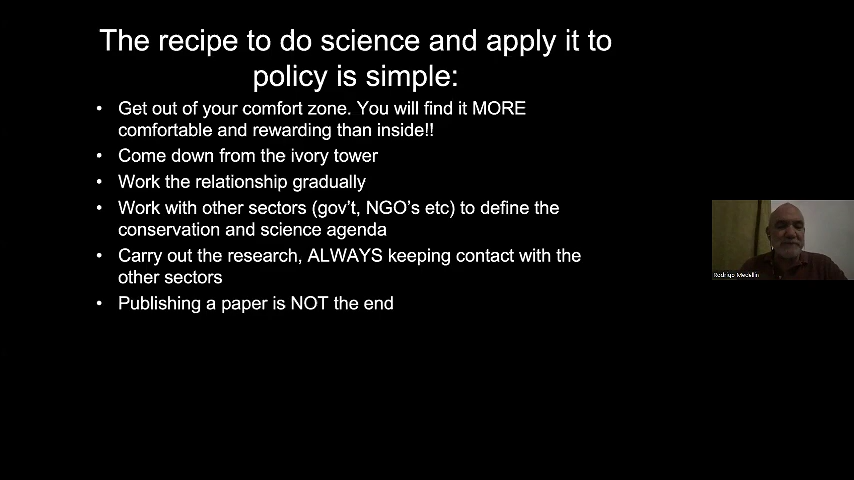 The recipe to do science and apply it to
policy is simple:
• Get out of your comfort zone. You will find it MORE
comfortable and rewarding than inside!!
• Come down from the ivory tower
• Work the relationship gradually
• Work with other sectors (gov't, NGO's etc) to define the
conservation and science agenda
• Carry out the research, ALWAYS keeping contact with the
other sectors
• Publishing a paper is NOT the end
Rodrigo Medellin